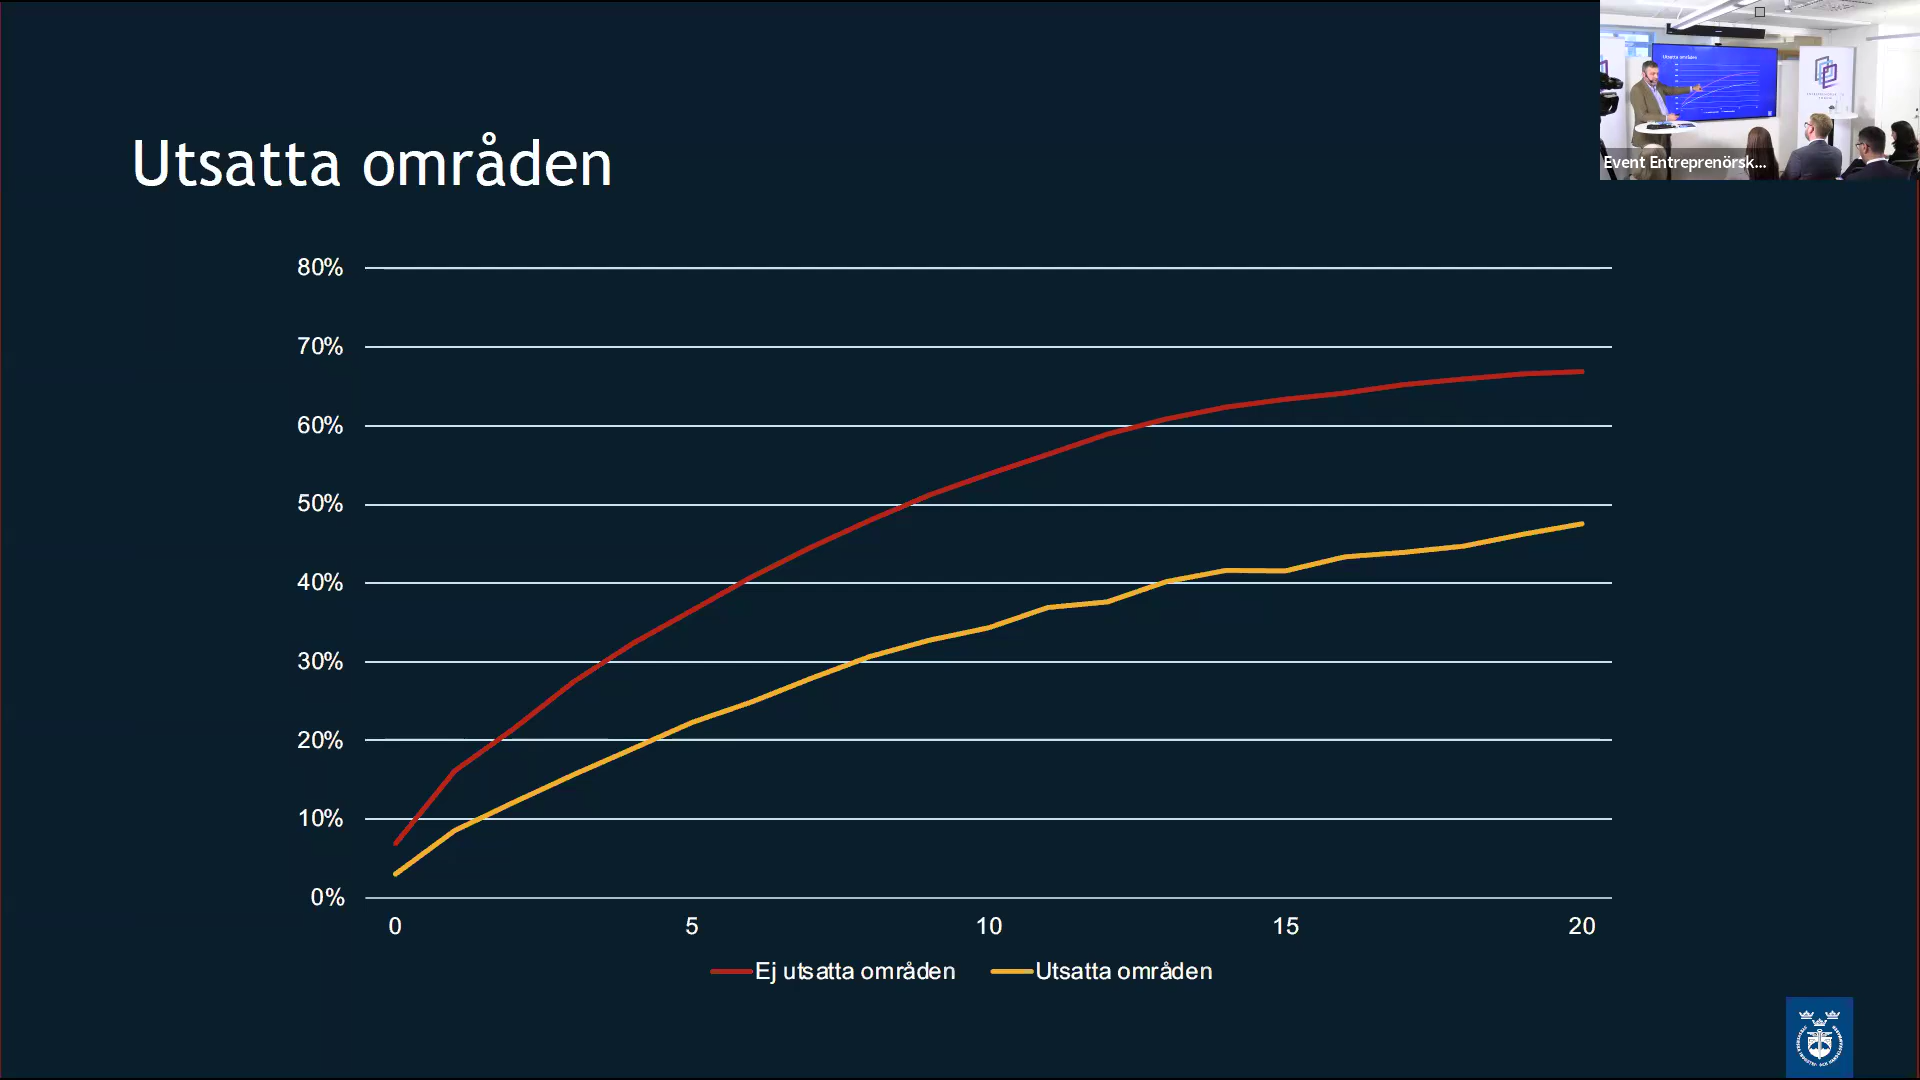 Utsatta områden
Event Entreprenörsk...
80%
70%
60%
50%
40%
30%
20%
10%
0%
0 5 10 15 20
Ej utsatta områden Utsatta områden